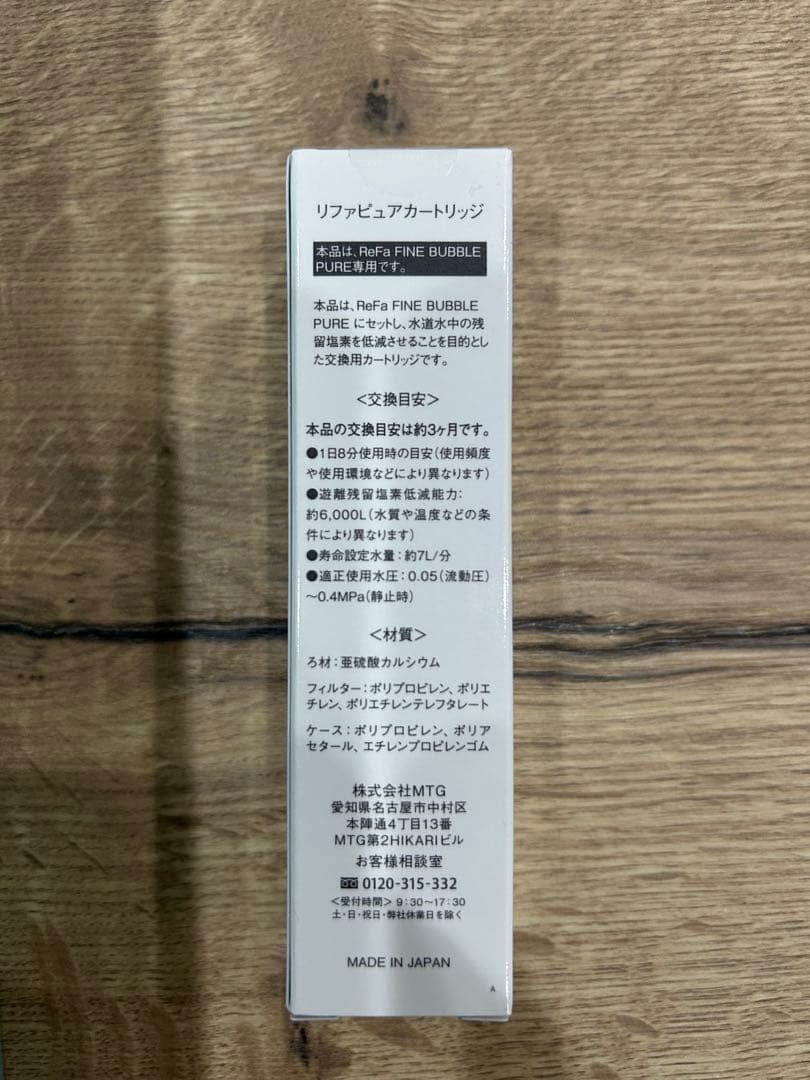 リファピュアカートリッジ
本品は、ReFa FINE BUBBLE
PURE専用です。
本品は、ReFa FINE BUBBLE
PURE にセットし、水道水中の残
留塩素を低減させることを目的とし
た交換用カートリッジです。
＜交換目安＞
本品の交換目安は約3ヶ月です。
●1日8分使用時の目安（使用頻度
や使用環境などにより異なります）
●遊離残留塩素低減能力：
約6,000L（水質や温度などの条
件により異なります）
●寿命設定水量：約7L/分
●適正使用水圧：0.05（流動圧）
〜0.4MPa（静止時）
＜材質＞
ろ材：亜硫酸カルシウム
フィルター：ポリプロピレン、ポリエ
チレン、ポリエチレンテレフタレート
ケース：ポリプロピレン、ポリア
セタール、エチレンプロピレンゴム
株式会社MTG
愛知県名古屋市中村区
本陣通4丁目13番
MTG第2HIKARIビル
お客様相談室
0120-315-332
＜受付時間＞9:30〜17:30
土・日・祝日・弊社休業日を除く
MADE IN JAPAN
A